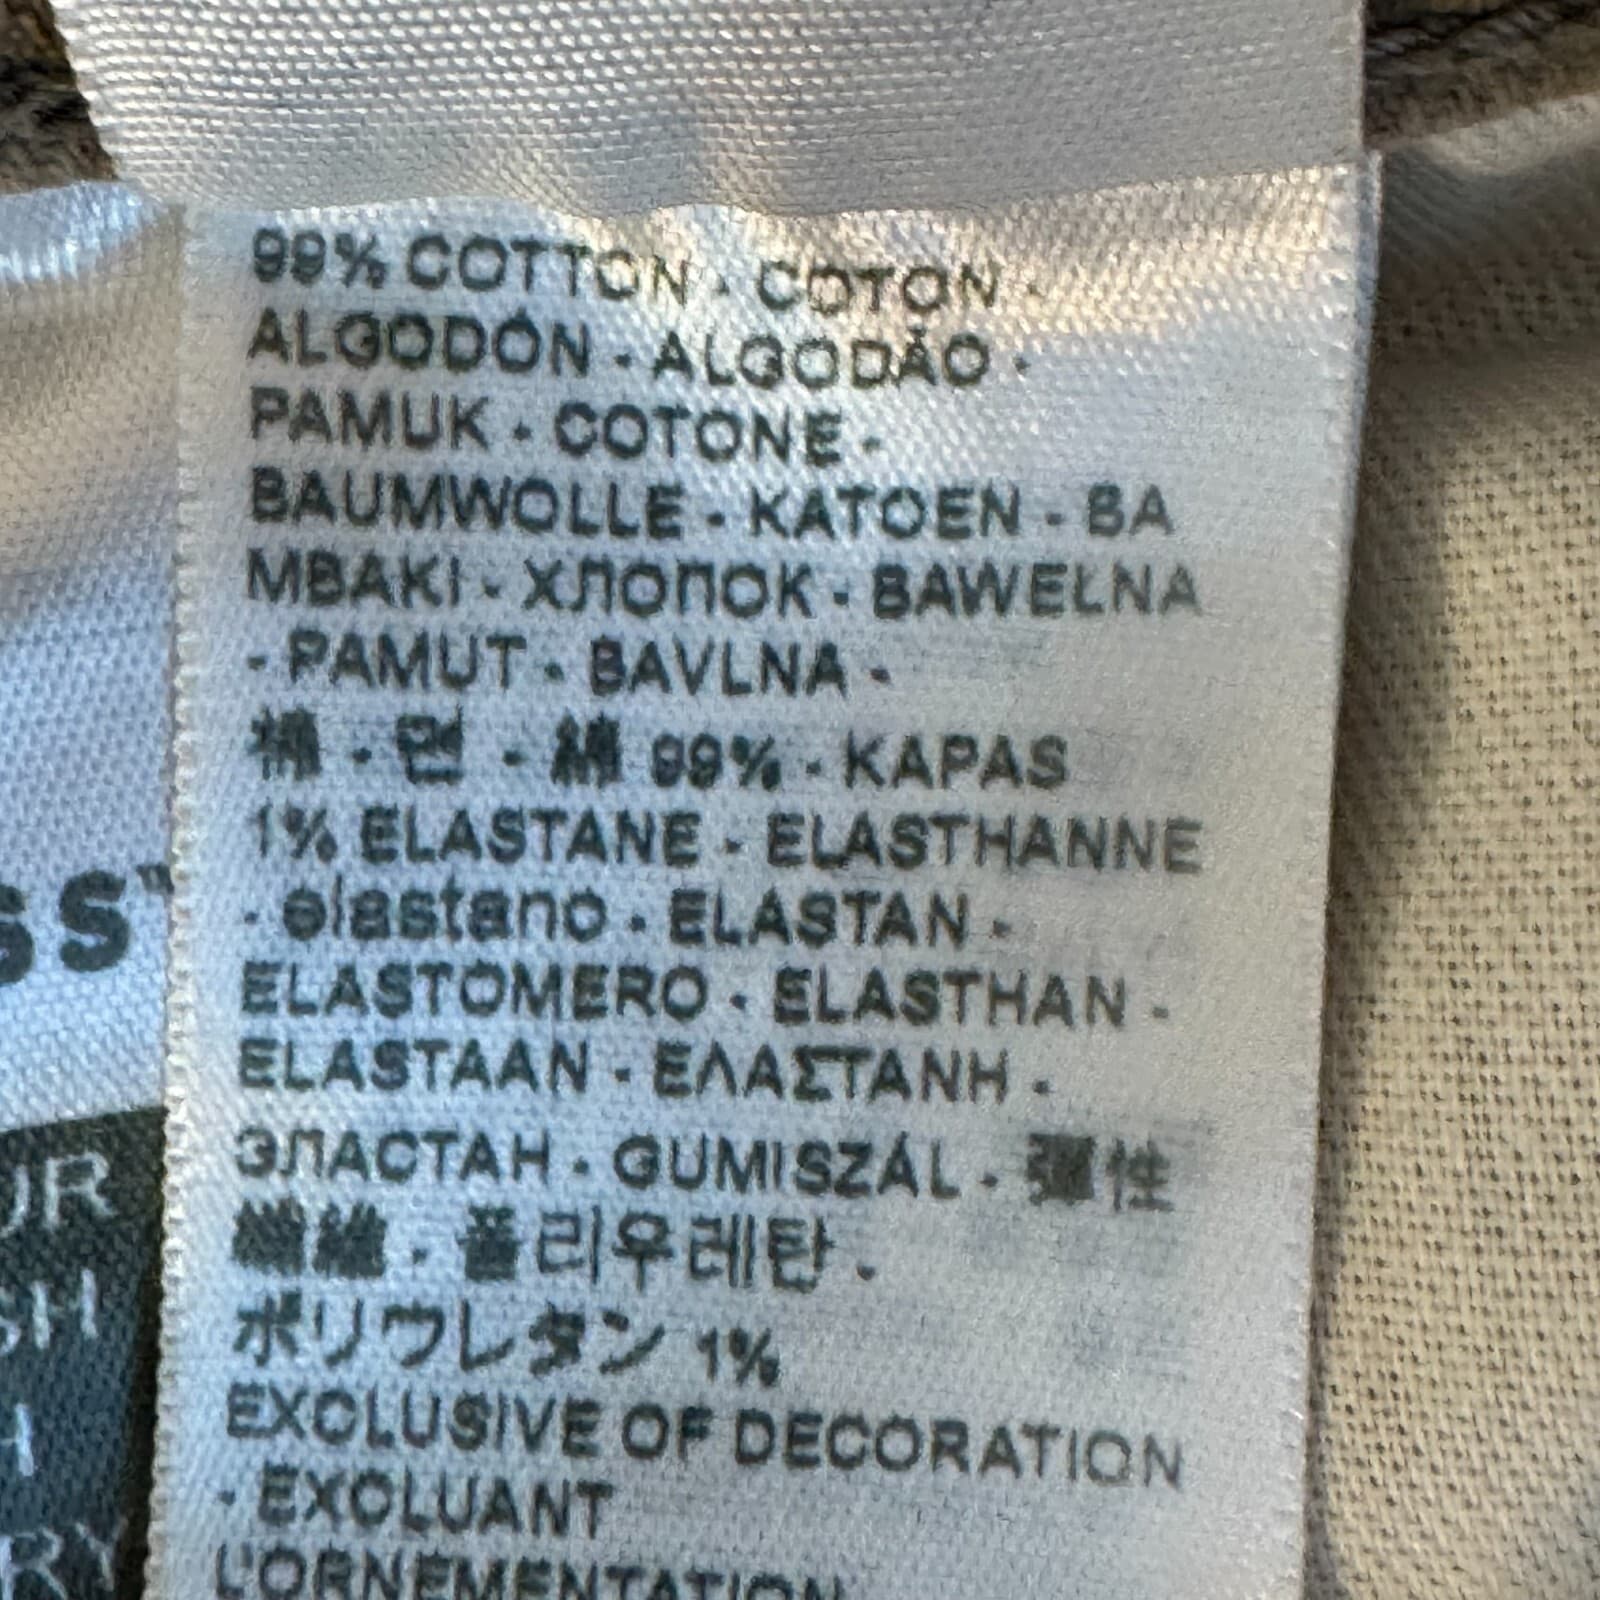 99% COTTON - COTON -
ALGODÓN - ALGODÃO -
PAMUK - COTONE -
BAUMWOLLE - KATOEN - BA
MBAKI - ХЛОПОК - BAWEŁNA
- PAMUT - BAVLNA -
棉 - 면 - 綿 99% - KAPAS
1% ELASTANE - ELASTHANNE
- elastano - ELASTAN -
ELASTOMERO - ELASTHAN -
ELASTAAN - ΕΛΑΣΤΑΝΗ -
ЭЛАСТАН - GUMISZÁL - 彈性
纖維 - 폴리우레탄 -
ポリウレタン 1%
EXCLUSIVE OF DECORATION
- EXCLUANT
L'ORNEMENTATION